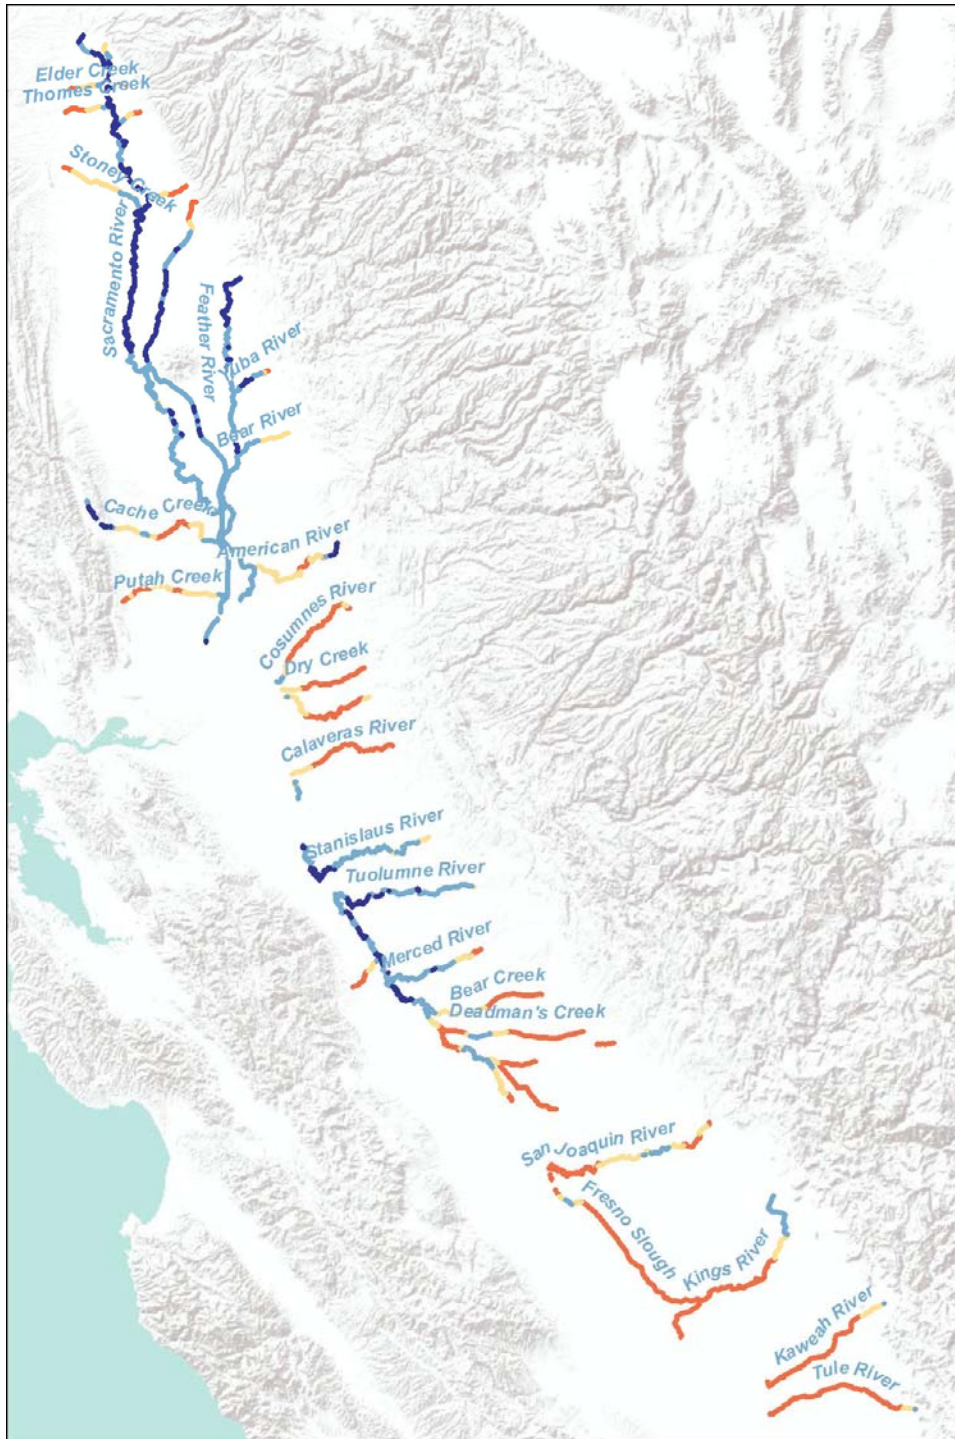 Elder Creek
Thomes Creek
Stoney Creek
Sacramento River
Feather River
Yuba River
Bear River
Cache Creek
American River
Putah Creek
Cosumnes River
Dry Creek
Calaveras River
Stanislaus River
Tuolumne River
Merced River
Bear Creek
Deadman's Creek
San Joaquin River
Fresno Slough
Kings River
Kaweah River
Tule River